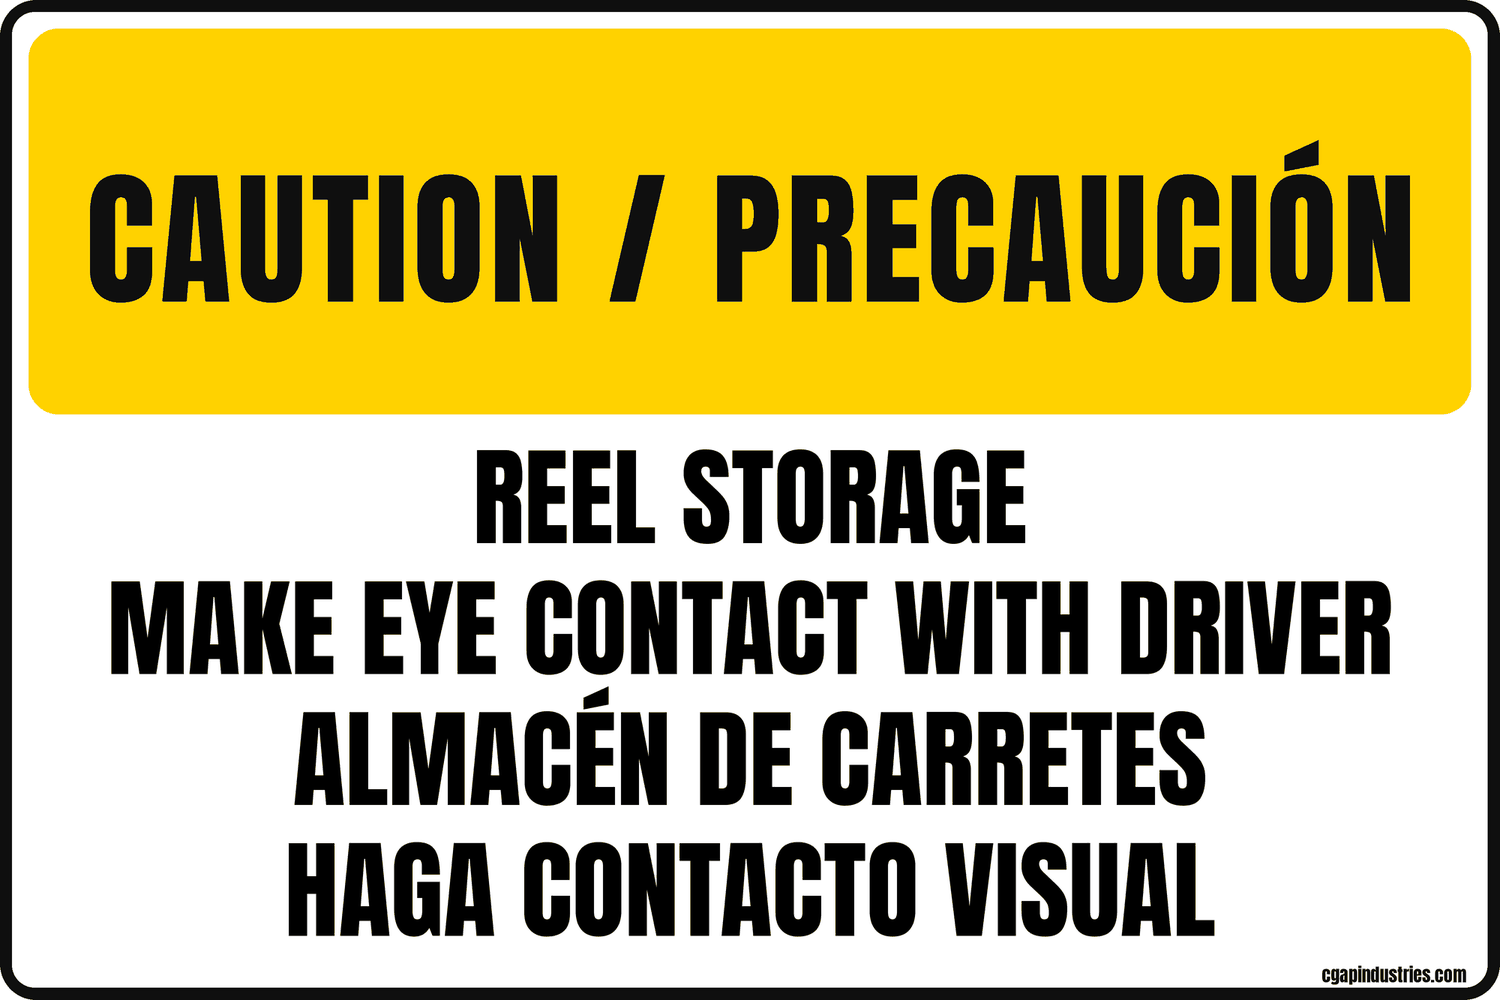 CAUTION / PRECAUCIÓN
REEL STORAGE
MAKE EYE CONTACT WITH DRIVER
ALMACÉN DE CARRETES
HAGA CONTACTO VISUAL
cgapindustries.com